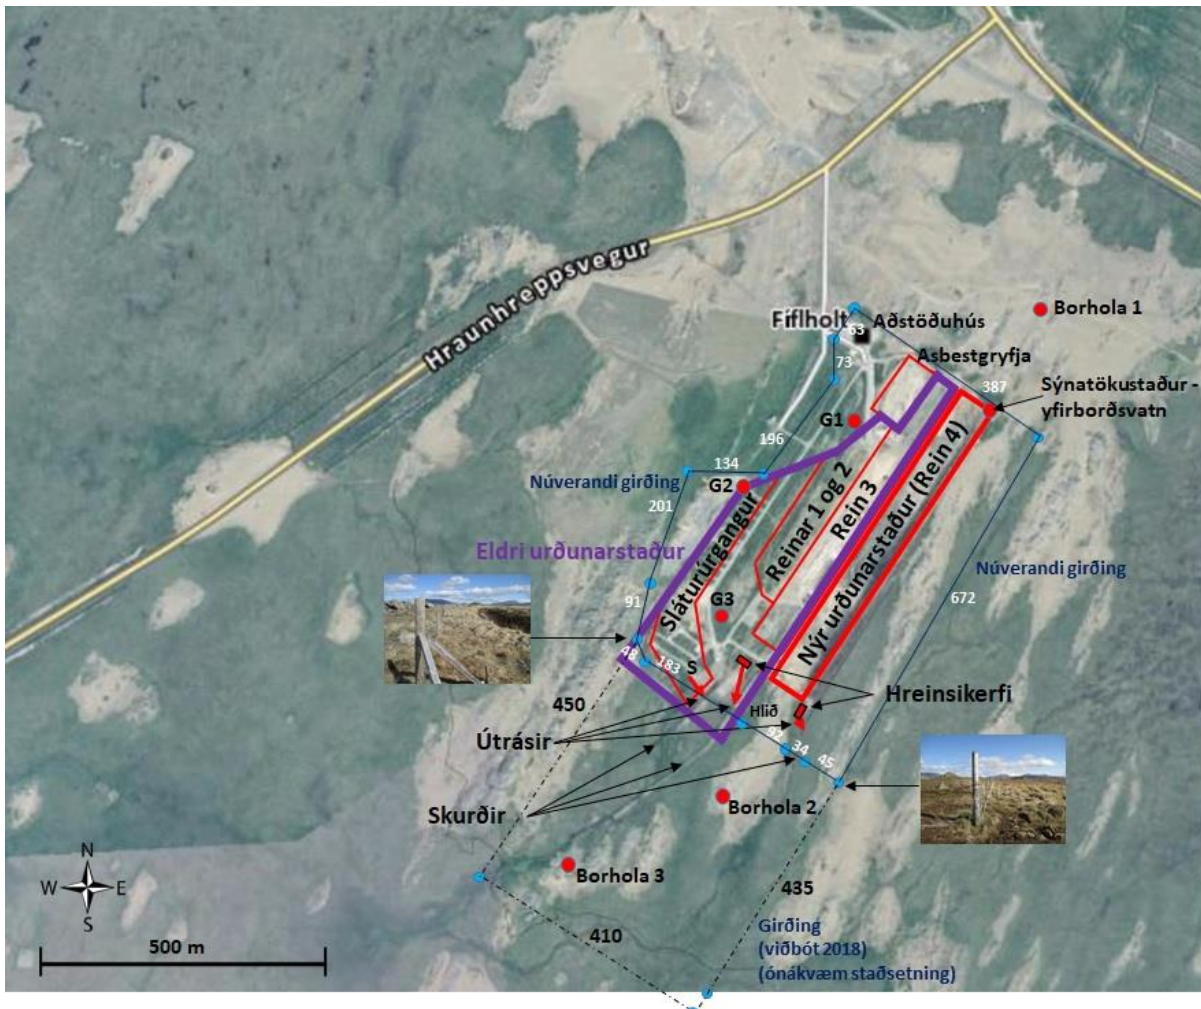 Hraunhreppsvegur
Fíflholt
Aðstöðuhús
Borhola 1
63
73
Asbestgryfja
387
Sýnatökustaður -
yfirborðsvatn
G1
196
134
Núverandi girðing
G2
201
Eldri urðunarstaður
Sláturúrgangur
Reinar 1 og 2
Rein 3
Nýr urðunarstaður (Rein 4)
Núverandi girðing
672
91
G3
48
183
S
Hreinsikerfi
450
Hlið
Útrásir
92
34
45
Skurðir
Borhola 2
Borhola 3
N
W
E
S
435
410
500 m
Girðing
(viðbót 2018)
(ónákvæm staðsetning)